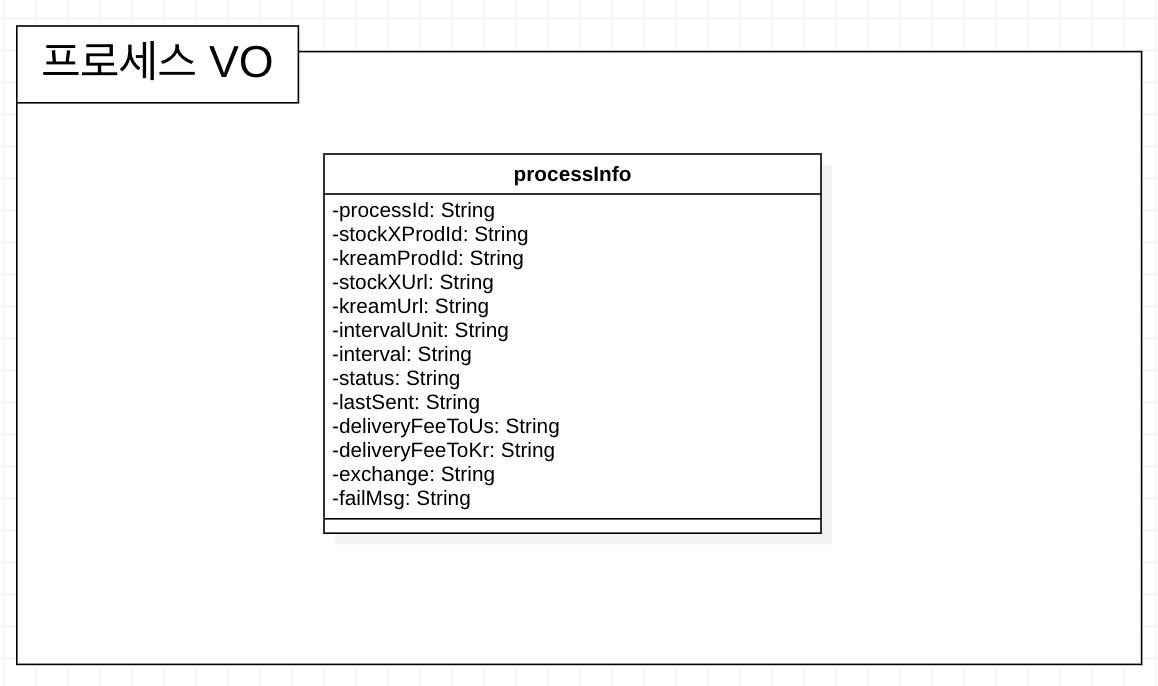 프로세스 VO
processInfo
-processId: String
-stockXProdId: String
-kreamProdId: String
-stockXUrl: String
-kreamUrl: String
-intervalUnit: String
-interval: String
-status: String
-lastSent: String
-deliveryFeeToUs: String
-deliveryFeeToKr: String
-exchange: String
-failMsg: String